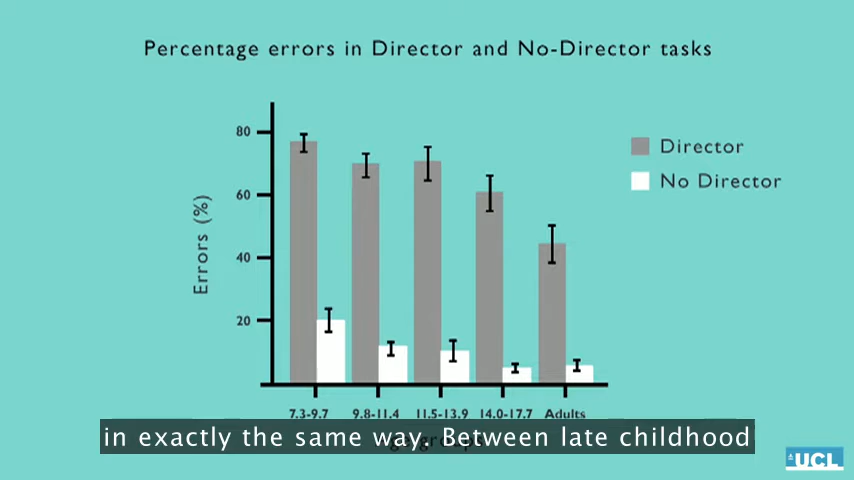 Percentage errors in Director and No-Director tasks
80
60
40
20
Errors (%)
Director
No Director
7.3-9.7 9.8-11.4 11.5-13.9 14.0-17.7 Adults
in exactly the same way. Between late childhood
UCL